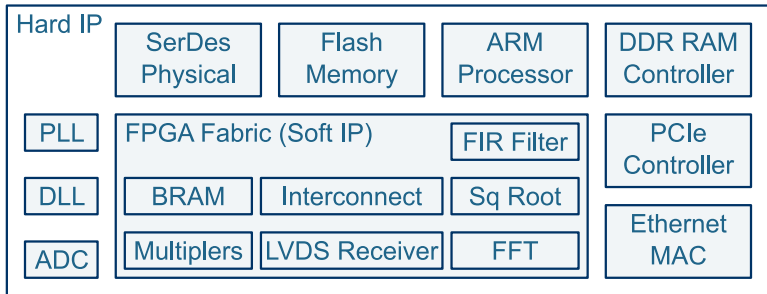 Hard IP
SerDes
Physical
Flash
Memory
ARM
Processor
DDR RAM
Controller
PLL
DLL
ADC
FPGA Fabric (Soft IP)
FIR Filter
BRAM
Interconnect
Sq Root
Multiplers
LVDS Receiver
FFT
PCIe
Controller
Ethernet
MAC